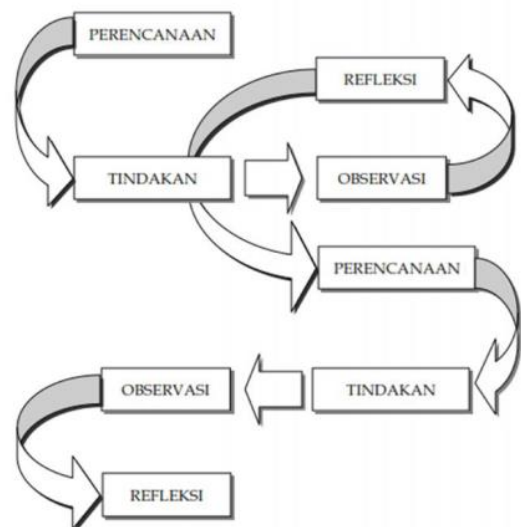 PERENCANAAN
REFLEKSI
TINDAKAN
OBSERVASI
PERENCANAAN
OBSERVASI
TINDAKAN
REFLEKSI